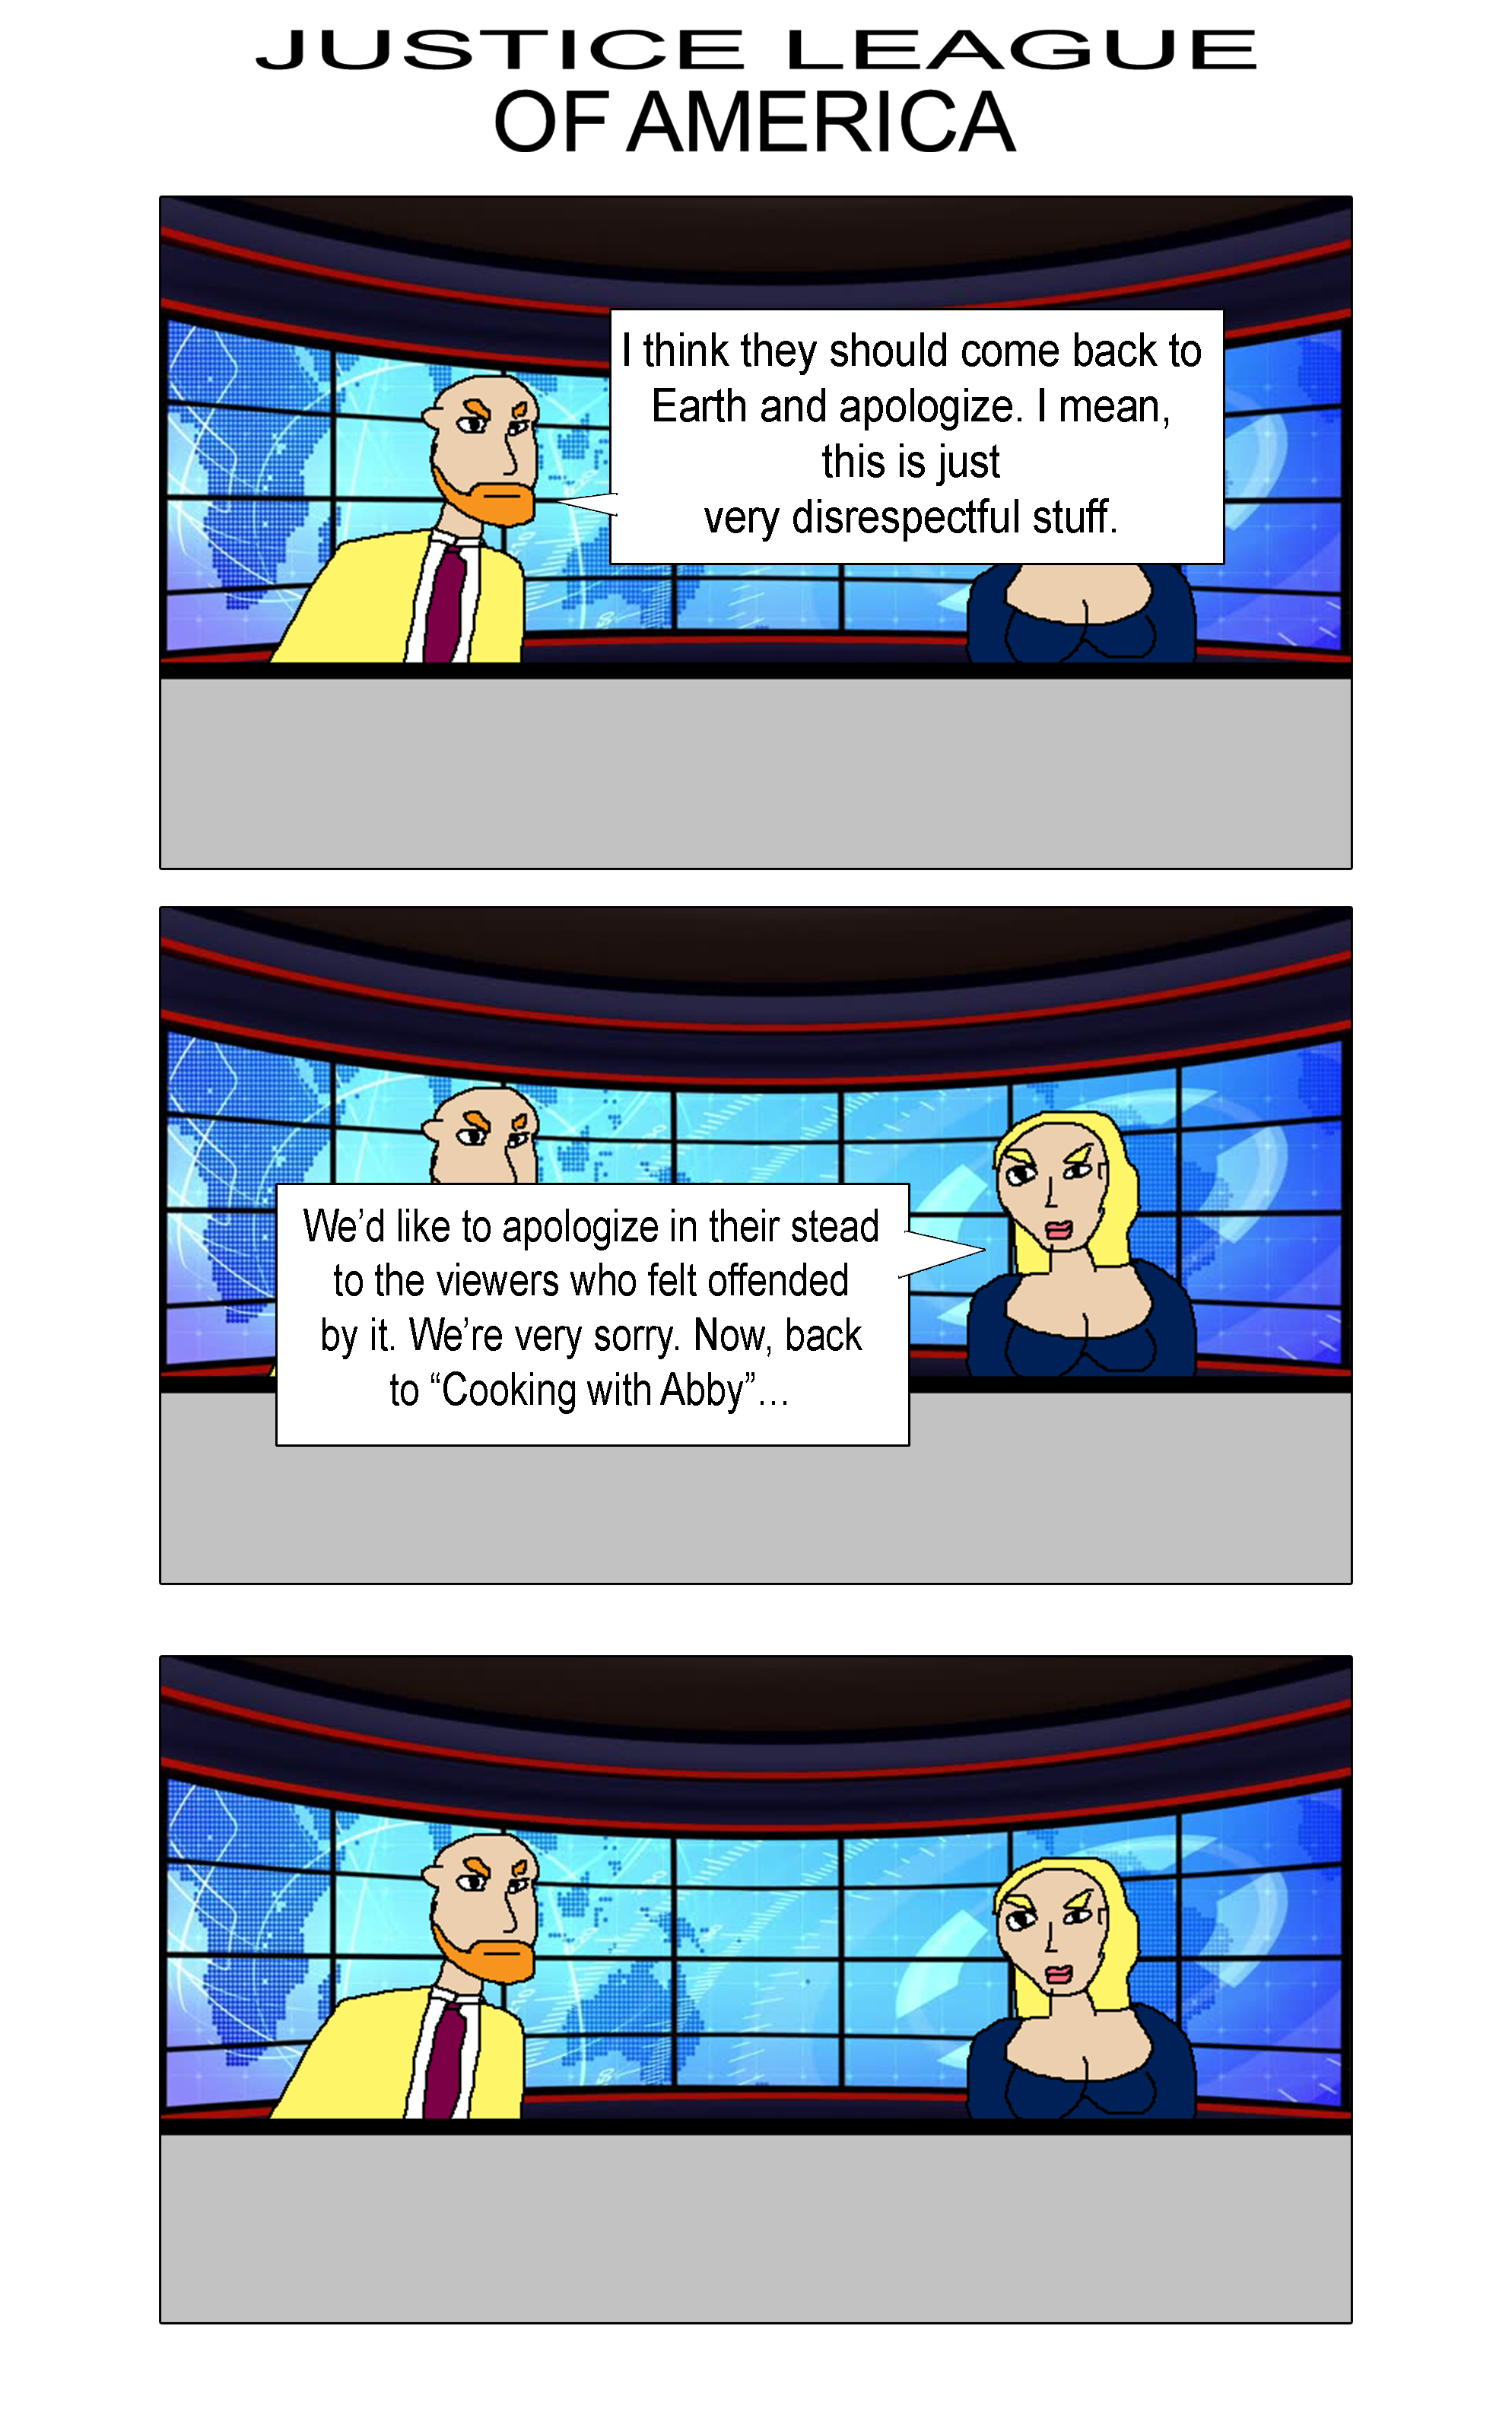 JUSTICE LEAGUE
OF AMERICA
I think they should come back to
Earth and apologize. I mean,
this is just
very disrespectful stuff.
We’d like to apologize in their stead
to the viewers who felt offended
by it. We’re very sorry. Now, back
to “Cooking with Abby”…